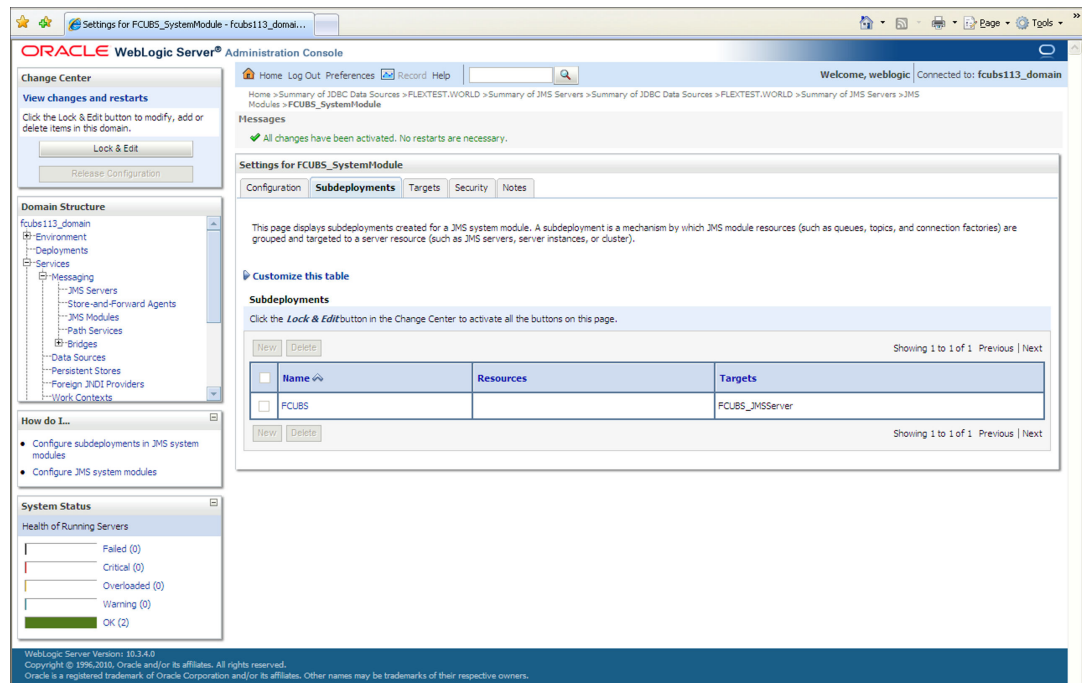 Settings for FCUBS_SystemModule - fcubs113_domai...
Page
Tools
»
ORACLE WebLogic Server® Administration Console
Change Center
View changes and restarts
Click the Lock & Edit button to modify, add or
delete items in this domain.
Lock & Edit
Release Configuration
Domain Structure
fcubs113_domain
Environment
Deployments
Services
Messaging
JMS Servers
Store-and-Forward Agents
JMS Modules
Path Services
Bridges
Data Sources
Persistent Stores
Foreign JNDI Providers
Work Contexts
How do I...
Configure subdeployments in JMS system
modules
Configure JMS system modules
System Status
Health of Running Servers
Failed (0)
Critical (0)
Overloaded (0)
Warning (0)
OK (2)
Home Log Out Preferences Record Help
Welcome, weblogic Connected to: fcubs113_domain
Home >Summary of JDBC Data Sources >FLEXTEST.WORLD >Summary of JMS Servers >Summary of JDBC Data Sources >FLEXTEST.WORLD >Summary of JMS Servers >JMS
Modules >FCUBS_SystemModule
Messages
All changes have been activated. No restarts are necessary.
Settings for FCUBS_SystemModule
Configuration Subdeployments Targets Security Notes
This page displays subdeployments created for a JMS system module. A subdeployment is a mechanism by which JMS module resources (such as queues, topics, and connection factories) are
grouped and targeted to a server resource (such as JMS servers, server instances, or cluster).
Customize this table
Subdeployments
Click the Lock & Edit button in the Change Center to activate all the buttons on this page.
New Delete Showing 1 to 1 of 1 Previous | Next
Name Resources Targets
FCUBS FCUBS_JMSServer
New Delete Showing 1 to 1 of 1 Previous | Next
WebLogic Server Version: 10.3.4.0
Copyright © 1996,2010, Oracle and/or its affiliates. All rights reserved.
Oracle is a registered trademark of Oracle Corporation and/or its affiliates. Other names may be trademarks of their respective owners.